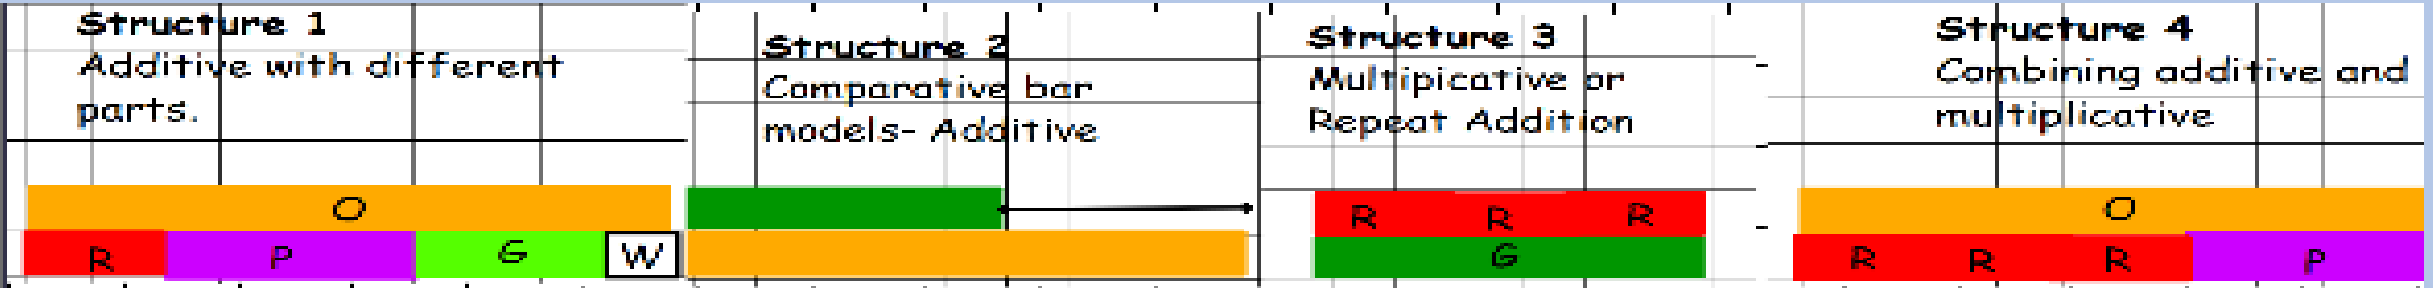 Structure 1
Additive with different
parts.
O
R P G W
Structure 2
Comparative bar
models- Additive
Structure 3
Multipicative or
Repeat Addition
R R R
G
Structure 4
Combining additive and
multiplicative
O
R R R P